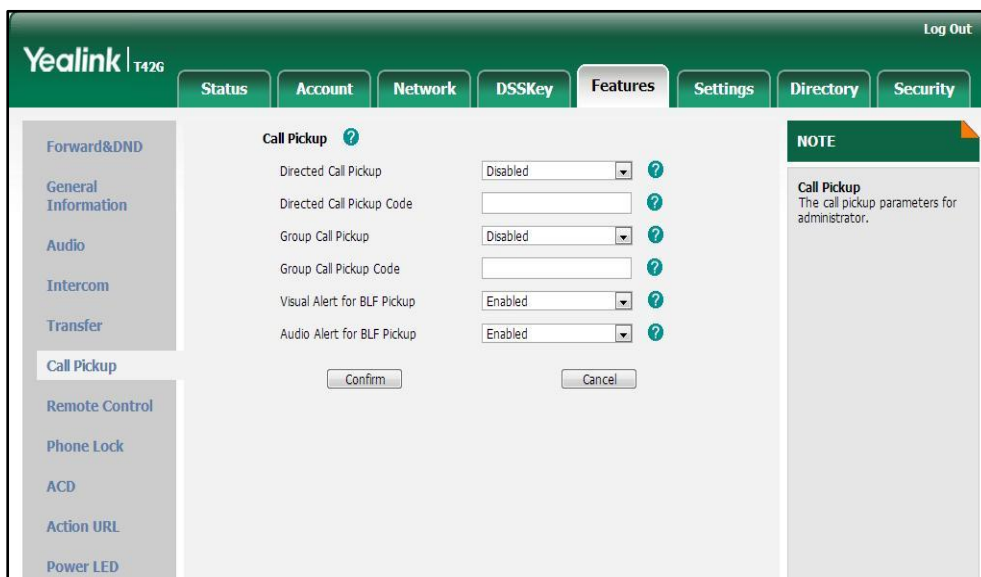 Log Out
Yealink T42G
Status Account Network DSSKey Features Settings Directory Security
Forward&DND
General
Information
Audio
Intercom
Transfer
Call Pickup
Remote Control
Phone Lock
ACD
Action URL
Power LED
Call Pickup ?
Directed Call Pickup Disabled ?
Directed Call Pickup Code ?
Group Call Pickup Disabled ?
Group Call Pickup Code ?
Visual Alert for BLF Pickup Enabled ?
Audio Alert for BLF Pickup Enabled ?
Confirm Cancel
NOTE
Call Pickup
The call pickup parameters for
administrator.